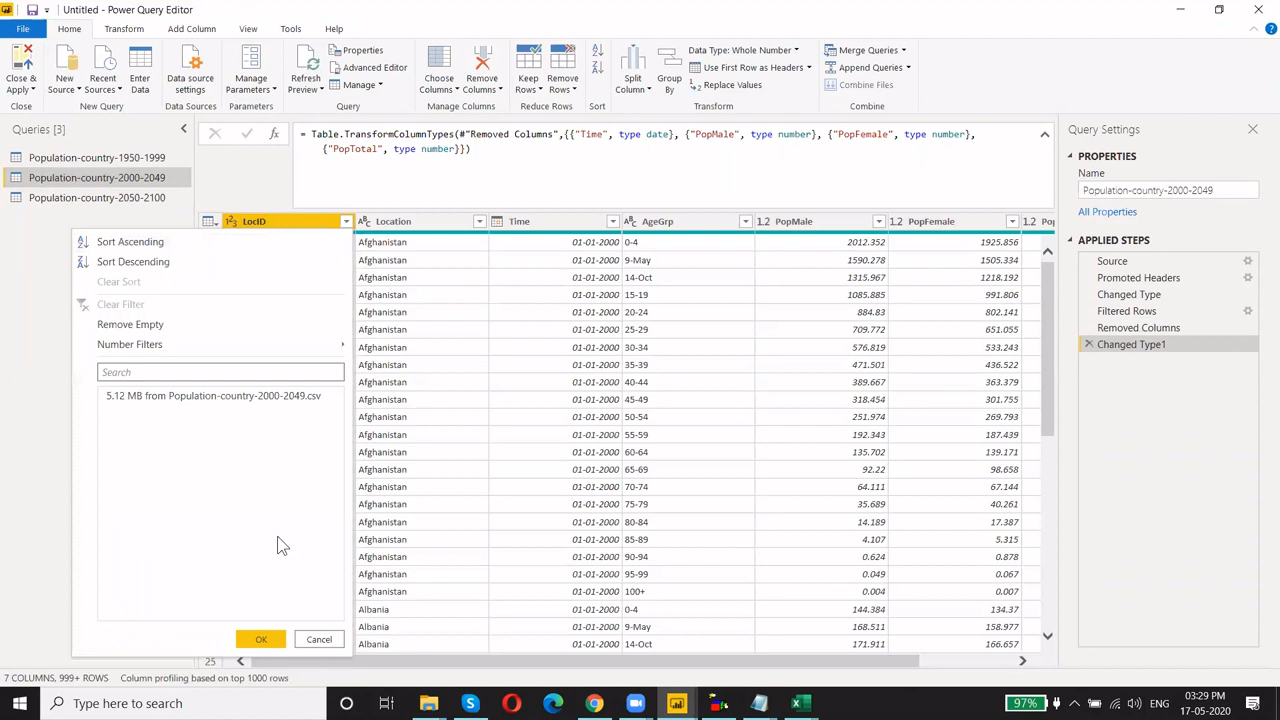 Untitled - Power Query Editor
File Home Transform Add Column View Tools Help
Close & Apply
New Source
Recent Sources
Enter Data
Data source settings
Manage Parameters
Refresh Preview
Properties
Advanced Editor
Manage
Choose Columns
Remove Columns
Keep Rows
Remove Rows
Split Column
Group By
Data Type: Whole Number
Use First Row as Headers
Replace Values
Merge Queries
Append Queries
Combine Files
Close New Query Data Sources Parameters Query Manage Columns Reduce Rows Sort Transform Combine
Queries [3]
Population-country-1950-1999
Population-country-2000-2049
Population-country-2050-2100
= Table.TransformColumnTypes(#"Removed Columns",{{"Time", type date}, {"PopMale", type number}, {"PopFemale", type number},
{"PopTotal", type number}})
LocID Location Time AgeGrp 1.2 PopMale 1.2 PopFemale 1.2
Sort Ascending
Sort Descending
Clear Sort
Clear Filter
Remove Empty
Number Filters
Search
5.12 MB from Population-country-2000-2049.csv
OK Cancel
Afghanistan 01-01-2000 0-4 2012.352 1925.856
Afghanistan 01-01-2000 9-May 1590.278 1505.334
Afghanistan 01-01-2000 14-Oct 1315.967 1218.192
Afghanistan 01-01-2000 15-19 1085.885 991.806
Afghanistan 01-01-2000 20-24 884.83 802.141
Afghanistan 01-01-2000 25-29 709.772 651.055
Afghanistan 01-01-2000 30-34 576.819 533.243
Afghanistan 01-01-2000 35-39 471.501 436.522
Afghanistan 01-01-2000 40-44 389.667 363.379
Afghanistan 01-01-2000 45-49 318.454 301.755
Afghanistan 01-01-2000 50-54 251.974 269.793
Afghanistan 01-01-2000 55-59 192.343 187.439
Afghanistan 01-01-2000 60-64 135.702 139.171
Afghanistan 01-01-2000 65-69 92.22 98.658
Afghanistan 01-01-2000 70-74 64.111 67.144
Afghanistan 01-01-2000 75-79 35.689 40.261
Afghanistan 01-01-2000 80-84 14.189 17.387
Afghanistan 01-01-2000 85-89 4.107 5.315
Afghanistan 01-01-2000 90-94 0.624 0.878
Afghanistan 01-01-2000 95-99 0.049 0.067
Afghanistan 01-01-2000 100+ 0.004 0.007
Albania 01-01-2000 0-4 144.384 134.37
Albania 01-01-2000 9-May 168.511 158.977
Albania 01-01-2000 14-Oct 171.911 166.657
25
Query Settings
PROPERTIES
Name
Population-country-2000-2049
All Properties
APPLIED STEPS
Source
Promoted Headers
Changed Type
Filtered Rows
Removed Columns
Changed Type1
7 COLUMNS, 999+ ROWS Column profiling based on top 1000 rows
Type here to search
97%
ENG
03:29 PM
17-05-2020